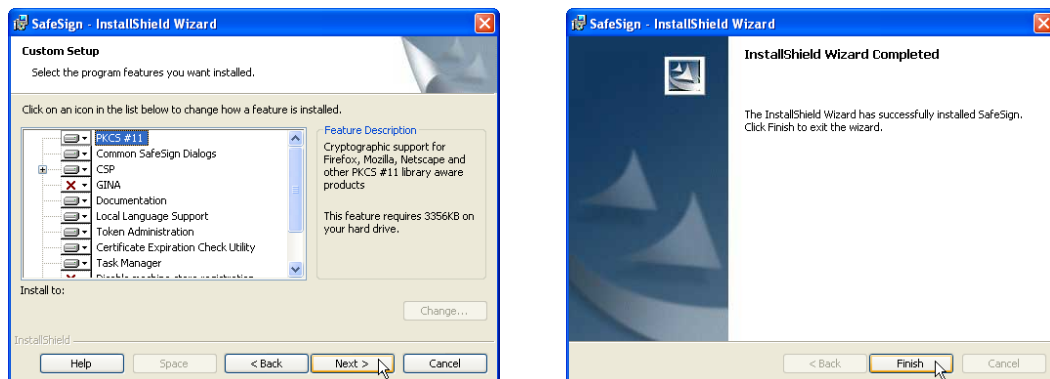 SafeSign - InstallShield Wizard
Custom Setup
Select the program features you want installed.
Click on an icon in the list below to change how a feature is installed.
PKCS #11
Common SafeSign Dialogs
CSP
GINA
Documentation
Local Language Support
Token Administration
Certificate Expiration Check Utility
Task Manager
Disable machine store registration
Feature Description
Cryptographic support for
Firefox, Mozilla, Netscape and
other PKCS #11 library aware
products
This feature requires 3356KB on
your hard drive.
Install to:
Change...
InstallShield
Help
Space
< Back
Next >
Cancel
SafeSign - InstallShield Wizard
InstallShield Wizard Completed
The InstallShield Wizard has successfully installed SafeSign.
Click Finish to exit the wizard.
< Back
Finish
Cancel